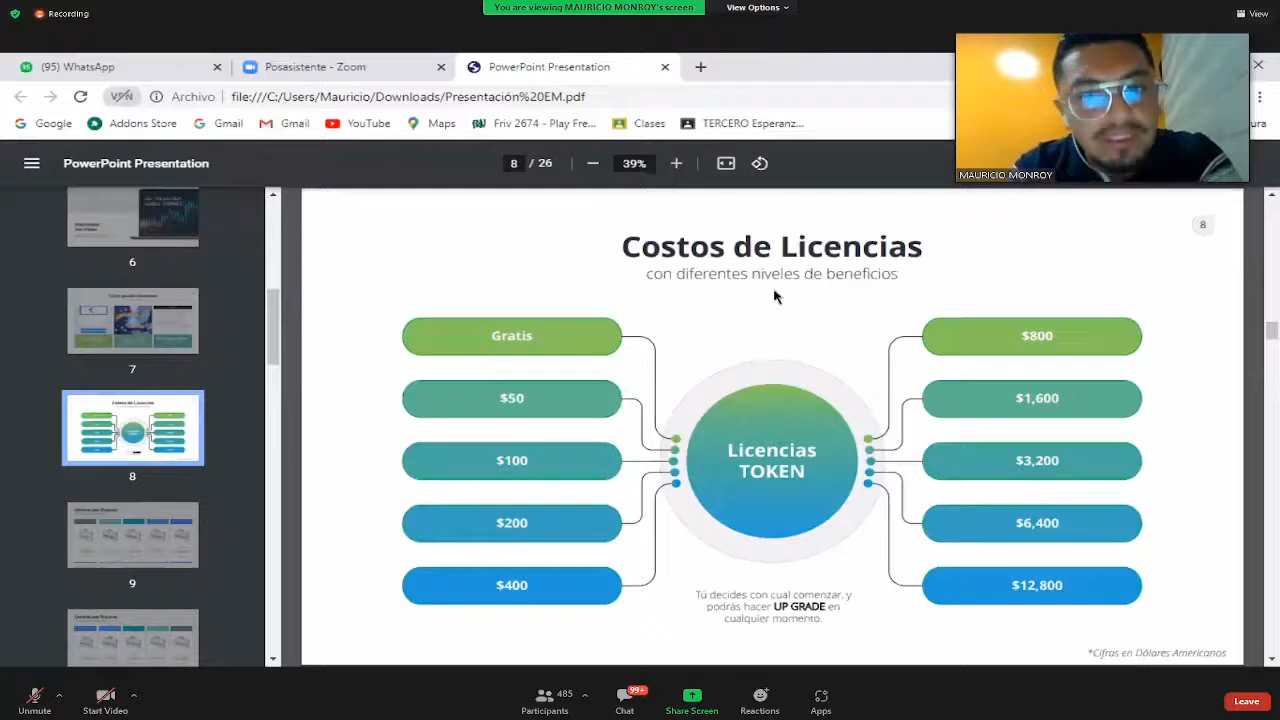 Recording
You are viewing MAURICIO MONROY's screen
View Options
View
(95) WhatsApp
Posasistente - Zoom
PowerPoint Presentation
VPN
Archivo
file:///C:/Users/Mauricio/Downloads/Presentación%20EM.pdf
Google
Addons Store
Gmail
Gmail
YouTube
Maps
Friv 2674 - Play Fre...
Clases
TERCERO Esperanz...
PowerPoint Presentation
8 / 26
39%
MAURICIO MONROY
6
7
8
9
8
Costos de Licencias
con diferentes niveles de beneficios
Gratis
$50
$100
$200
$400
Licencias
TOKEN
$800
$1,600
$3,200
$6,400
$12,800
Tú decides con cual comenzar, y
podrás hacer UP GRADE en
cualquier momento.
*Cifras en Dólares Americanos
Unmute
Start Video
485
Participants
99+
Chat
Share Screen
Reactions
Apps
Leave